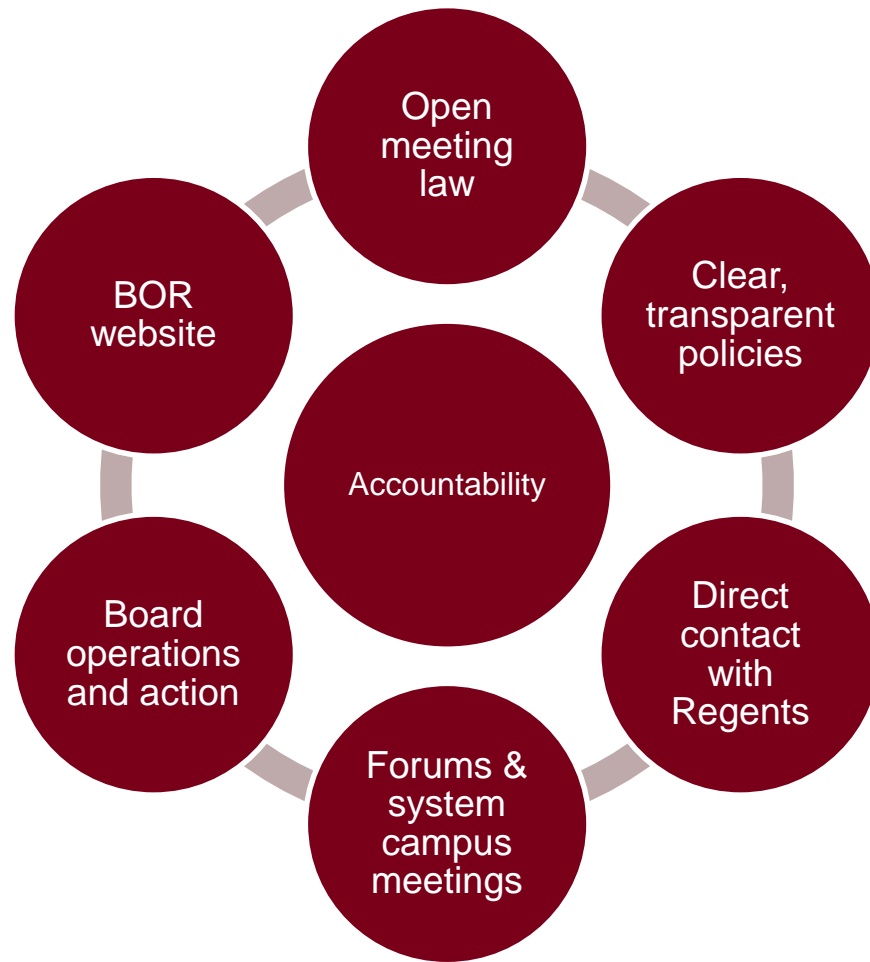 Open
meeting
law
Clear,
transparent
policies
Direct
contact
with
Regents
Forums &
system
campus
meetings
Board
operations
and action
BOR
website
Accountability